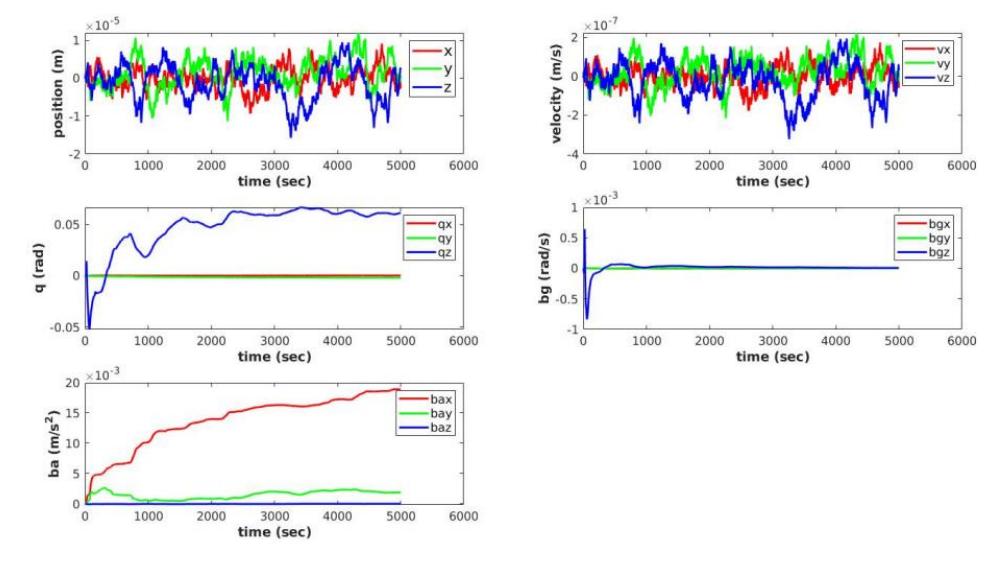 ×10⁻⁵
1
0
-1
-2
position (m)
x
y
z
0 1000 2000 3000 4000 5000 6000
time (sec)
×10⁻⁷
2
0
-2
-4
velocity (m/s)
vx
vy
vz
0 1000 2000 3000 4000 5000 6000
time (sec)
0.05
0
-0.05
q (rad)
qx
qy
qz
0 1000 2000 3000 4000 5000 6000
time (sec)
×10⁻³
1
0.5
0
-0.5
-1
bg (rad/s)
bgx
bgy
bgz
0 1000 2000 3000 4000 5000 6000
time (sec)
×10⁻³
20
15
10
5
0
ba (m/s²)
bax
bay
baz
0 1000 2000 3000 4000 5000 6000
time (sec)